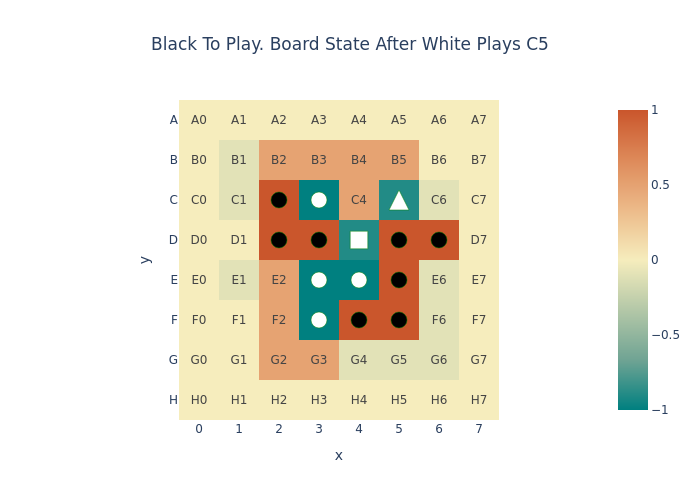 Black To Play. Board State After White Plays C5
A A0 A1 A2 A3 A4 A5 A6 A7
B B0 B1 B2 B3 B4 B5 B6 B7
C C0 C1 C4 C6 C7
D D0 D1 D7
E E0 E1 E2 E6 E7
F F0 F1 F2 F6 F7
G G0 G1 G2 G3 G4 G5 G6 G7
H H0 H1 H2 H3 H4 H5 H6 H7
0 1 2 3 4 5 6 7
x
y
1
0.5
0
−0.5
−1